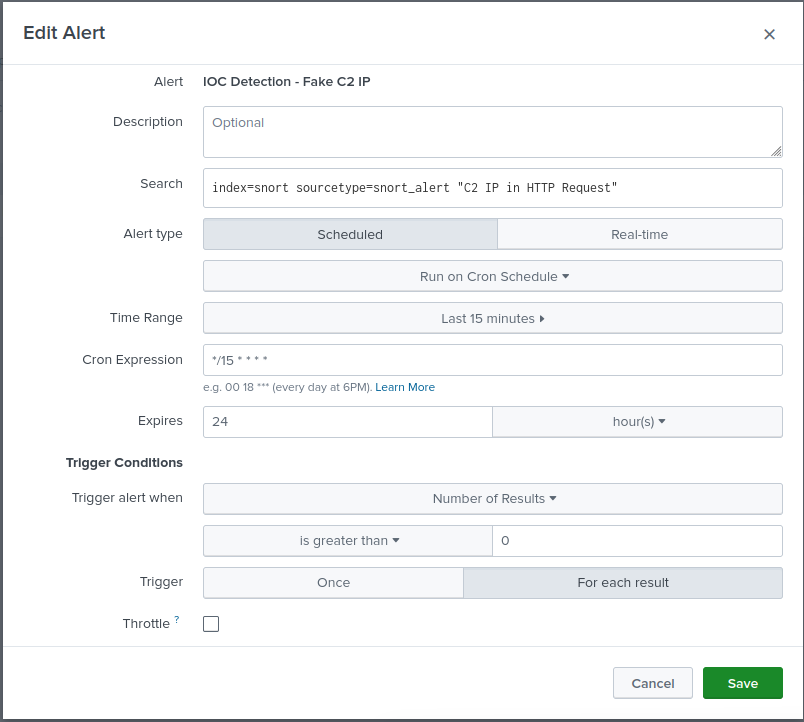 Edit Alert ×
Alert IOC Detection - Fake C2 IP
Description Optional
Search index=snort sourcetype=snort_alert "C2 IP in HTTP Request"
Alert type Scheduled Real-time
Run on Cron Schedule
Time Range Last 15 minutes
Cron Expression */15 * * * *
e.g. 00 18 *** (every day at 6PM). Learn More
Expires 24 hour(s)
Trigger Conditions
Trigger alert when Number of Results
is greater than 0
Trigger Once For each result
Throttle ?
Cancel Save